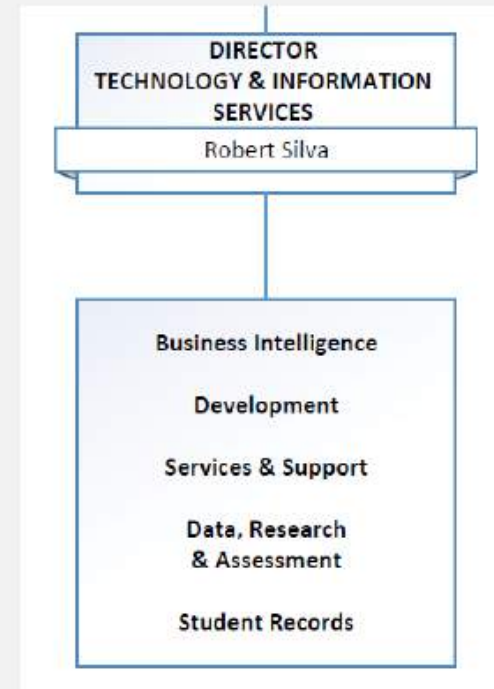 DIRECTOR
TECHNOLOGY & INFORMATION
SERVICES
Robert Silva
Business Intelligence
Development
Services & Support
Data, Research
& Assessment
Student Records